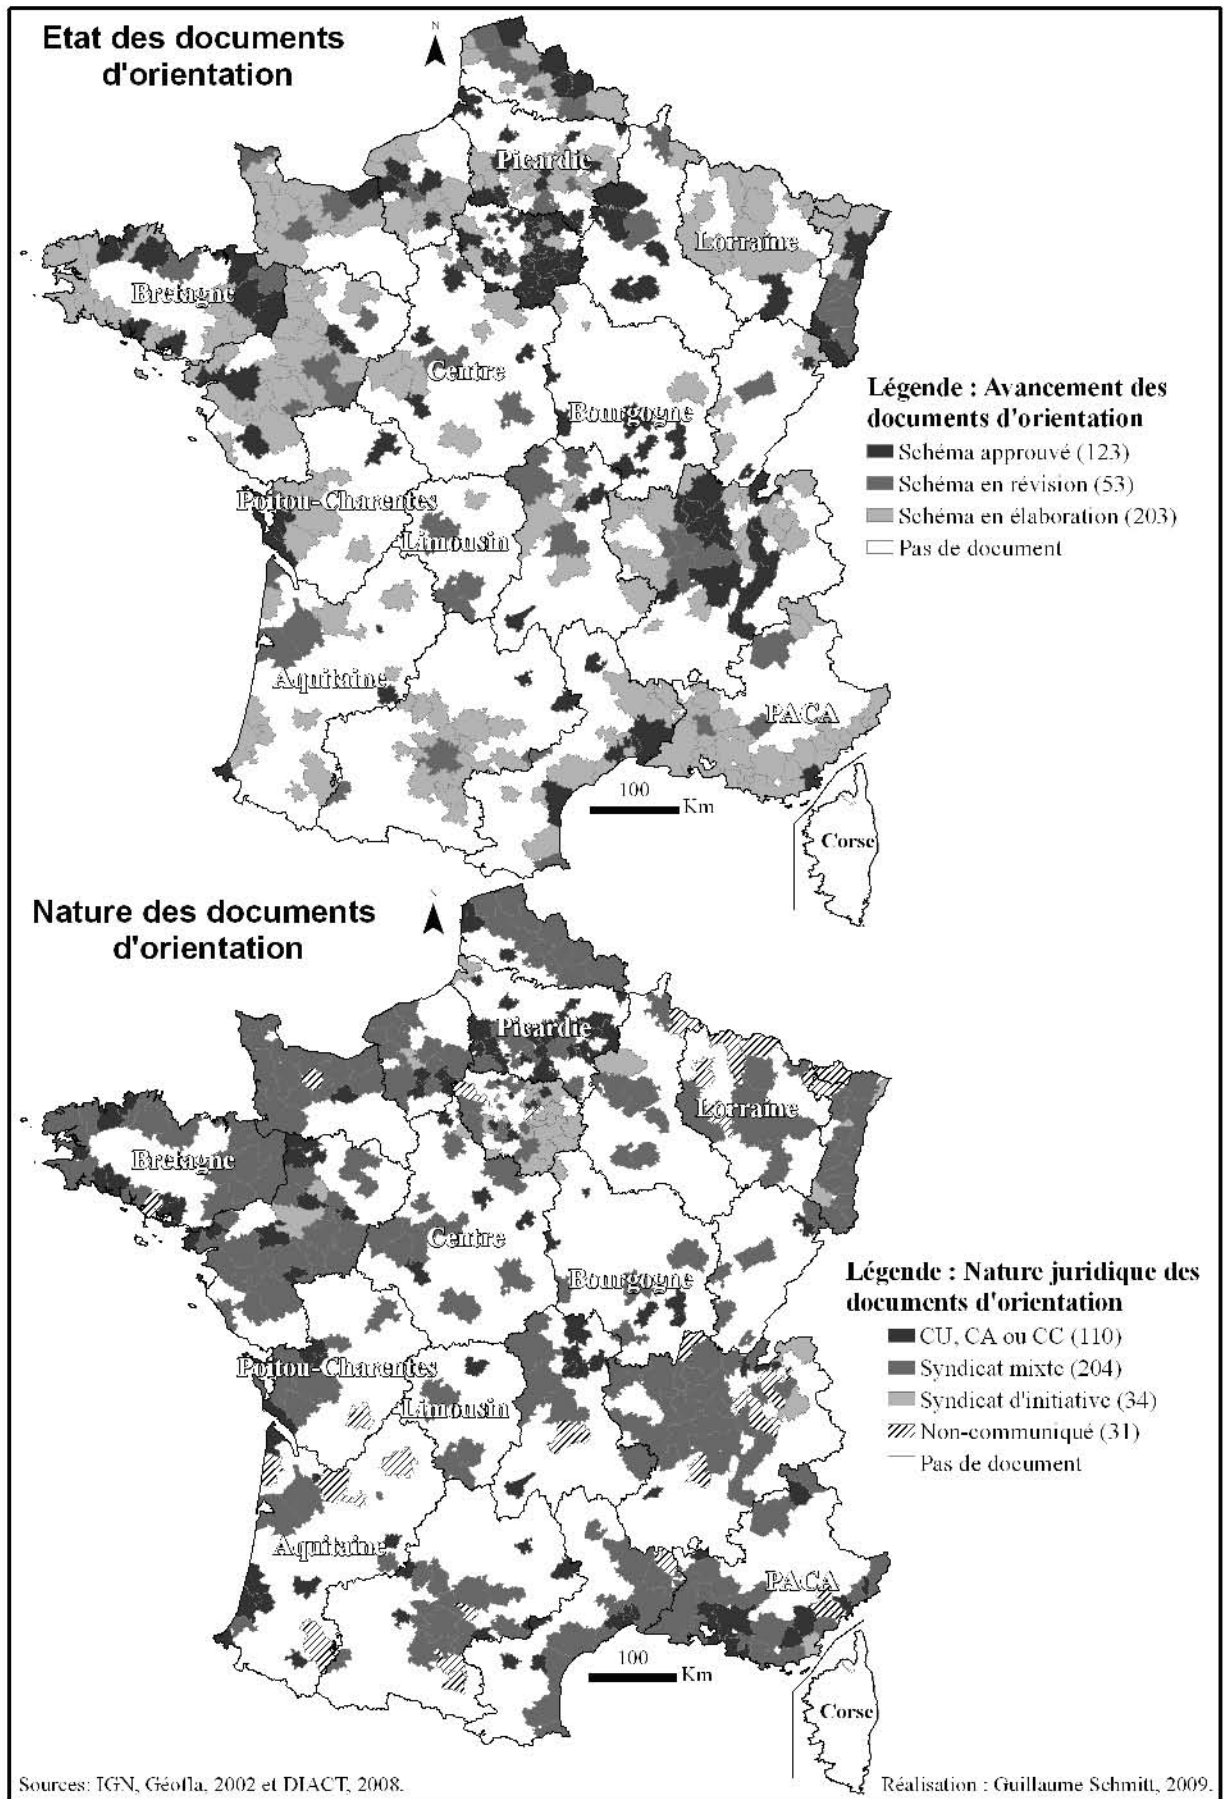 Etat des documents
d'orientation
N
Picardie
Lorraine
Bretagne
Centre
Bourgogne
Poitou-Charentes
Limousin
Aquitaine
PACA
Corse
100
Km
Légende : Avancement des
documents d'orientation
Schéma approuvé (123)
Schéma en révision (53)
Schéma en élaboration (203)
Pas de document
Nature des documents
d'orientation
Picardie
Lorraine
Bretagne
Centre
Bourgogne
Poitou-Charentes
Limousin
Aquitaine
PACA
Corse
100
Km
Légende : Nature juridique des
documents d'orientation
CU, CA ou CC (110)
Syndicat mixte (204)
Syndicat d'initiative (34)
Non-communiqué (31)
Pas de document
Sources: IGN, Géofla, 2002 et DIACT, 2008.
Réalisation : Guillaume Schmitt, 2009.